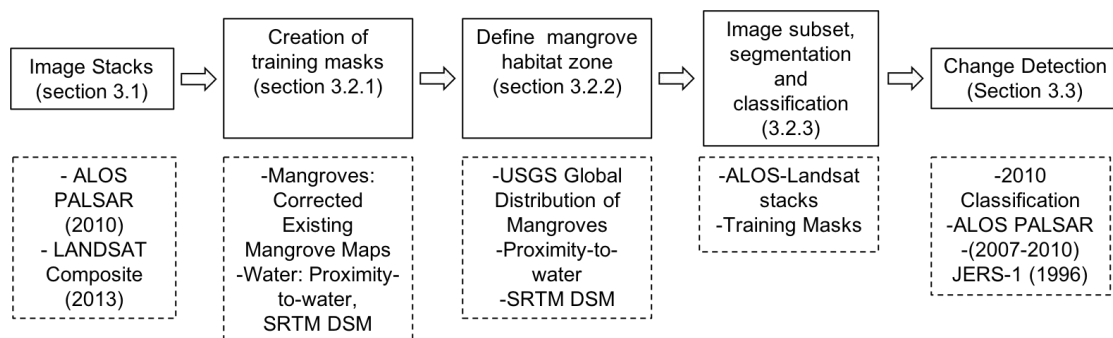 Image Stacks
(section 3.1)
Creation of
training masks
(section 3.2.1)
Define mangrove
habitat zone
(section 3.2.2)
Image subset,
segmentation
and
classification
(3.2.3)
Change Detection
(Section 3.3)
- ALOS
PALSAR
(2010)
- LANDSAT
Composite
(2013)
-Mangroves:
Corrected
Existing
Mangrove Maps
-Water: Proximity-
to-water,
SRTM DSM
-USGS Global
Distribution of
Mangroves
-Proximity-to-
water
-SRTM DSM
-ALOS-Landsat
stacks
-Training Masks
-2010
Classification
-ALOS PALSAR
-(2007-2010)
JERS-1 (1996)